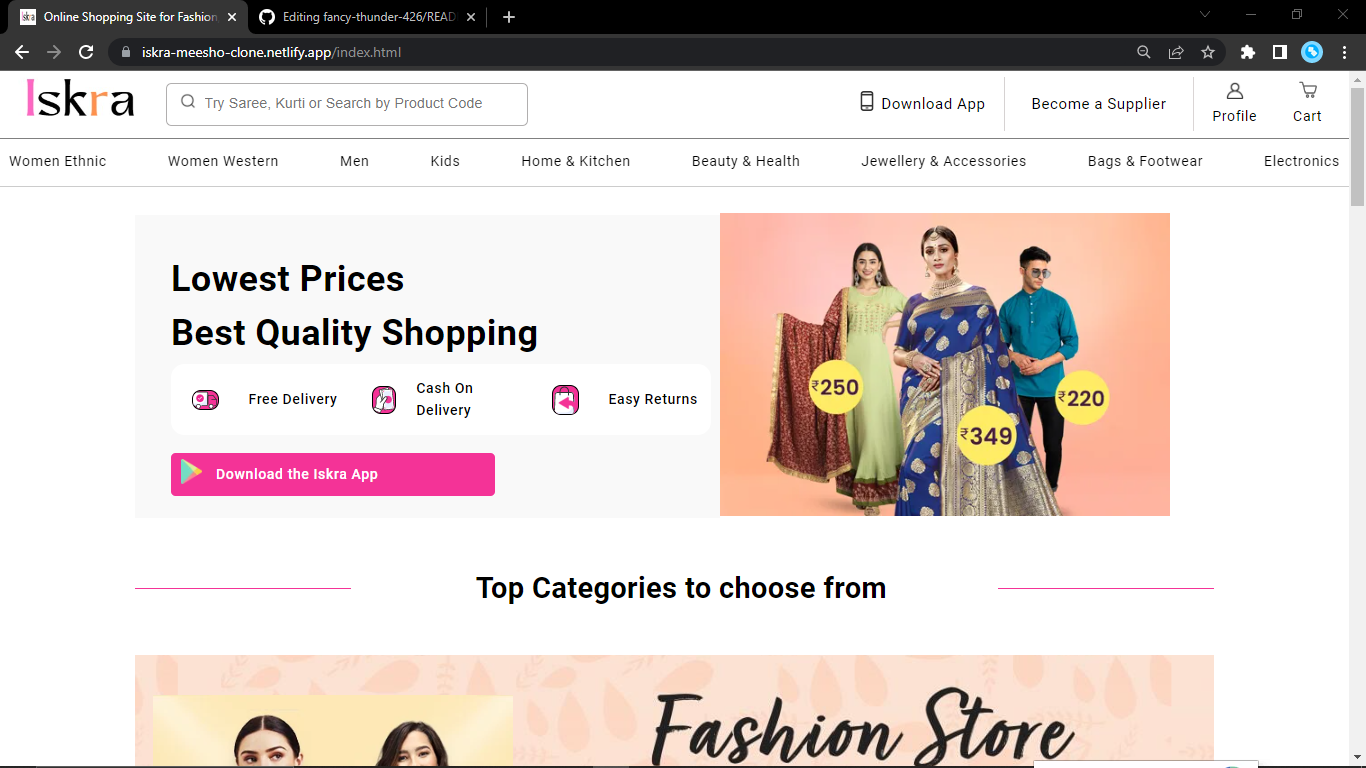 Online Shopping Site for Fashion,
Editing fancy-thunder-426/READ
iskra-meesho-clone.netlify.app/index.html
Iskra
Try Saree, Kurti or Search by Product Code
Download App
Become a Supplier
Profile
Cart
Women Ethnic
Women Western
Men
Kids
Home & Kitchen
Beauty & Health
Jewellery & Accessories
Bags & Footwear
Electronics
Lowest Prices
Best Quality Shopping
Free Delivery
Cash On
Delivery
Easy Returns
Download the Iskra App
₹250
₹349
₹220
Top Categories to choose from
Fashion Store